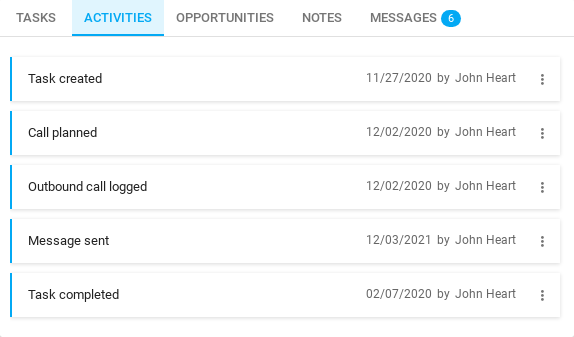 TASKS ACTIVITIES OPPORTUNITIES NOTES MESSAGES 6
Task created 11/27/2020 by John Heart
Call planned 12/02/2020 by John Heart
Outbound call logged 12/02/2020 by John Heart
Message sent 12/03/2021 by John Heart
Task completed 02/07/2020 by John Heart